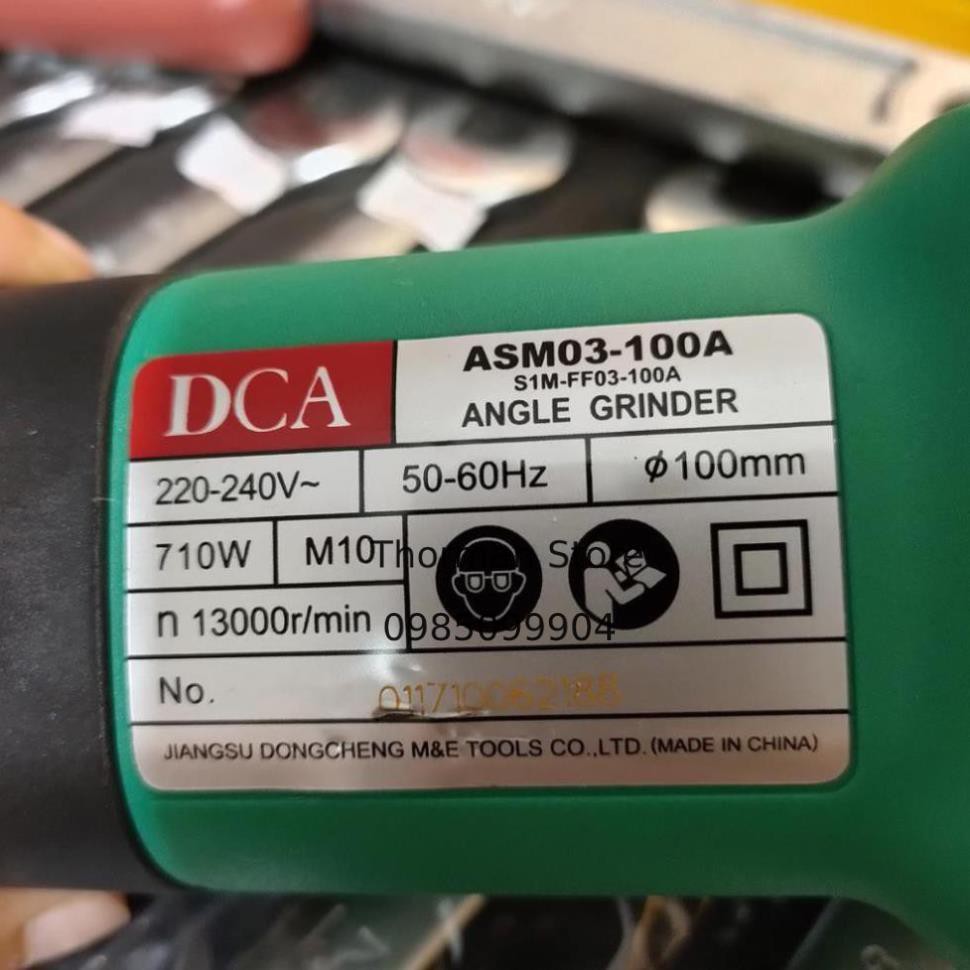 DCA
ASM03-100A
S1M-FF03-100A
ANGLE GRINDER
220-240V~ 50-60Hz ϕ100mm
710W M10
n 13000r/min
0985099904
No. 011710062188
JIANGSU DONGCHENG M&E TOOLS CO.,LTD. (MADE IN CHINA)